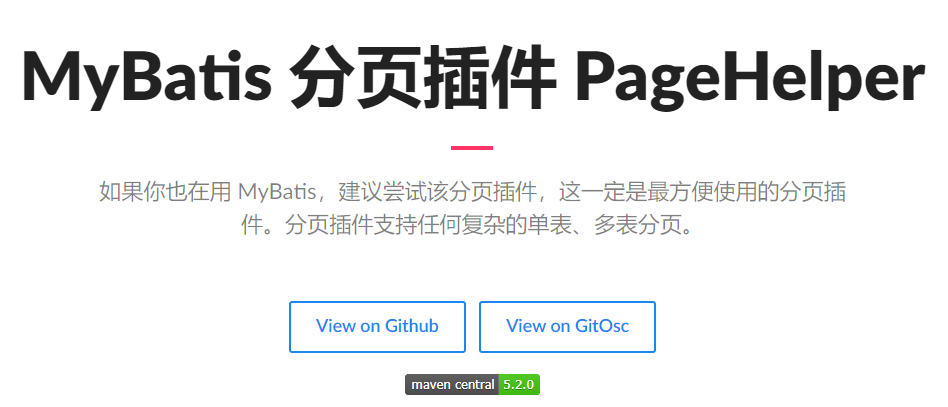 MyBatis 分页插件 PageHelper
如果你也在用 MyBatis，建议尝试该分页插件，这一定是最方便使用的分页插
件。分页插件支持任何复杂的单表、多表分页。
View on Github View on GitOsc
maven central 5.2.0